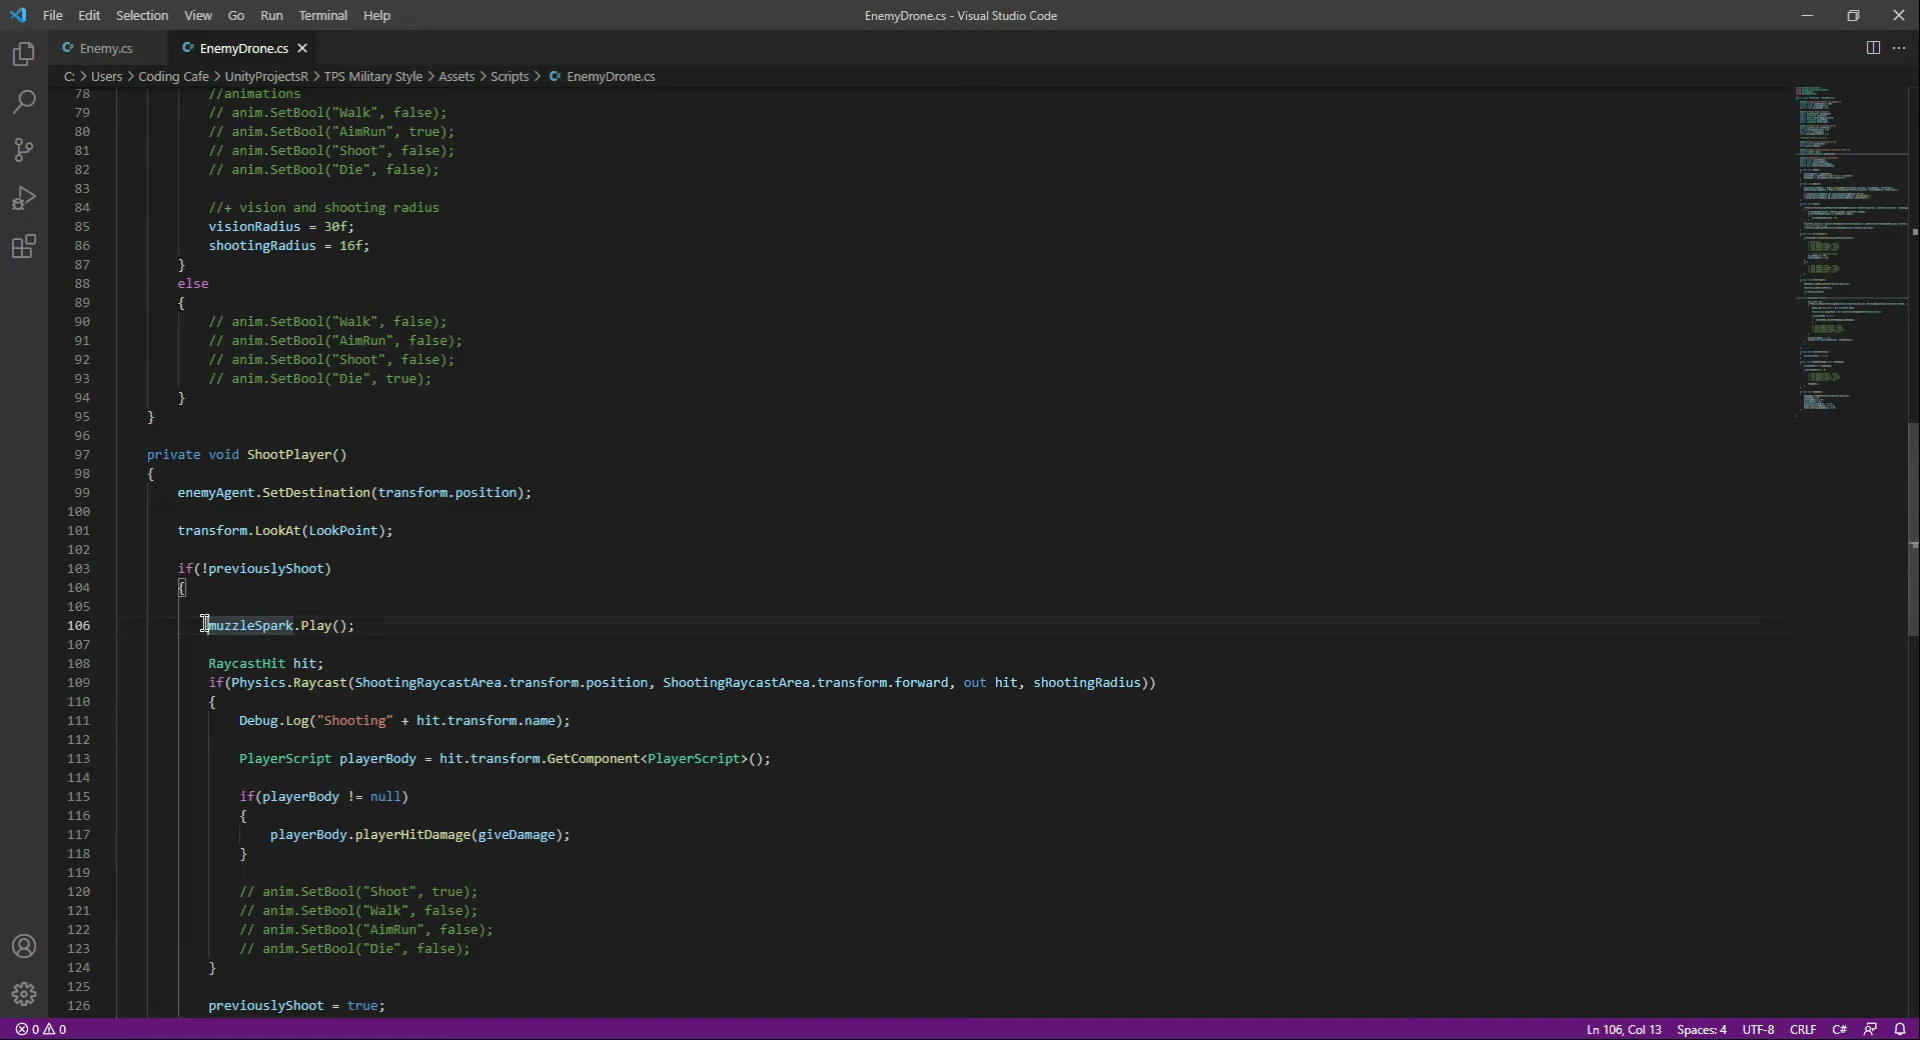 File Edit Selection View Go Run Terminal Help EnemyDrone.cs - Visual Studio Code
Enemy.cs EnemyDrone.cs
C: > Users > Coding Cafe > UnityProjectsR > TPS Military Style > Assets > Scripts > EnemyDrone.cs
78 //animations
79 // anim.SetBool("Walk", false);
80 // anim.SetBool("AimRun", true);
81 // anim.SetBool("Shoot", false);
82 // anim.SetBool("Die", false);
83
84 //+ vision and shooting radius
85 visionRadius = 30f;
86 shootingRadius = 16f;
87 }
88 else
89 {
90 // anim.SetBool("Walk", false);
91 // anim.SetBool("AimRun", false);
92 // anim.SetBool("Shoot", false);
93 // anim.SetBool("Die", true);
94 }
95 }
96
97 private void ShootPlayer()
98 {
99 enemyAgent.SetDestination(transform.position);
100
101 transform.LookAt(LookPoint);
102
103 if(!previouslyShoot)
104 {
105
106 muzzleSpark.Play();
107
108 RaycastHit hit;
109 if(Physics.Raycast(ShootingRaycastArea.transform.position, ShootingRaycastArea.transform.forward, out hit, shootingRadius))
110 {
111 Debug.Log("Shooting" + hit.transform.name);
112
113 PlayerScript playerBody = hit.transform.GetComponent<PlayerScript>();
114
115 if(playerBody != null)
116 {
117 playerBody.playerHitDamage(giveDamage);
118 }
119
120 // anim.SetBool("Shoot", true);
121 // anim.SetBool("Walk", false);
122 // anim.SetBool("AimRun", false);
123 // anim.SetBool("Die", false);
124 }
125
126 previouslyShoot = true;
0 0 Ln 106, Col 13 Spaces: 4 UTF-8 CRLF C#